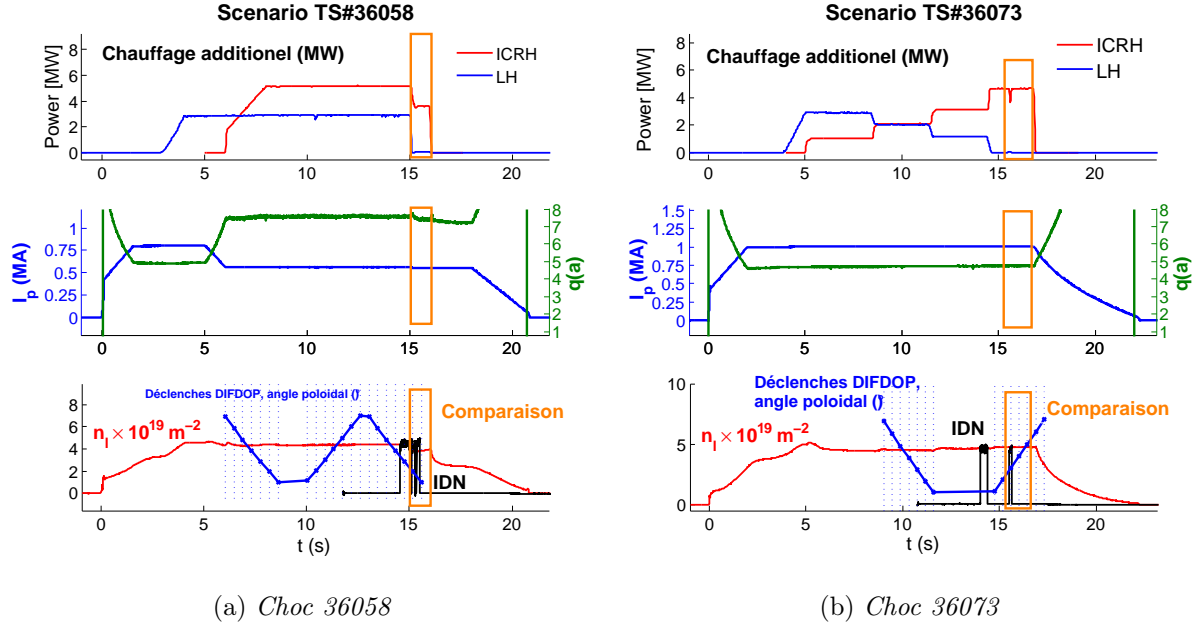 Scenario TS#36058
Chauffage additionel (MW)
ICRH
LH
Power [MW]
8
6
4
2
0
0 5 10 15 20
I_p (MA)
1
0.75
0.5
0.25
0
q(a)
8
7
6
5
4
3
2
1
0 5 10 15 20
Déclenches DIFDOP, angle poloidal (°)
Comparaison
n_l × 10^19 m^−2
IDN
8
6
4
2
0
0 5 10 15 20
t (s)
(a) Choc 36058
Scenario TS#36073
Chauffage additionel (MW)
ICRH
LH
Power [MW]
8
6
4
2
0
0 5 10 15 20
I_p (MA)
1.5
1.25
1
0.75
0.5
0.25
0
q(a)
8
7
6
5
4
3
2
1
0 5 10 15 20
Déclenches DIFDOP,
angle poloidal (°)
Comparaison
IDN
n_l × 10^19 m^−2
10
5
0
0 5 10 15 20
t (s)
(b) Choc 36073